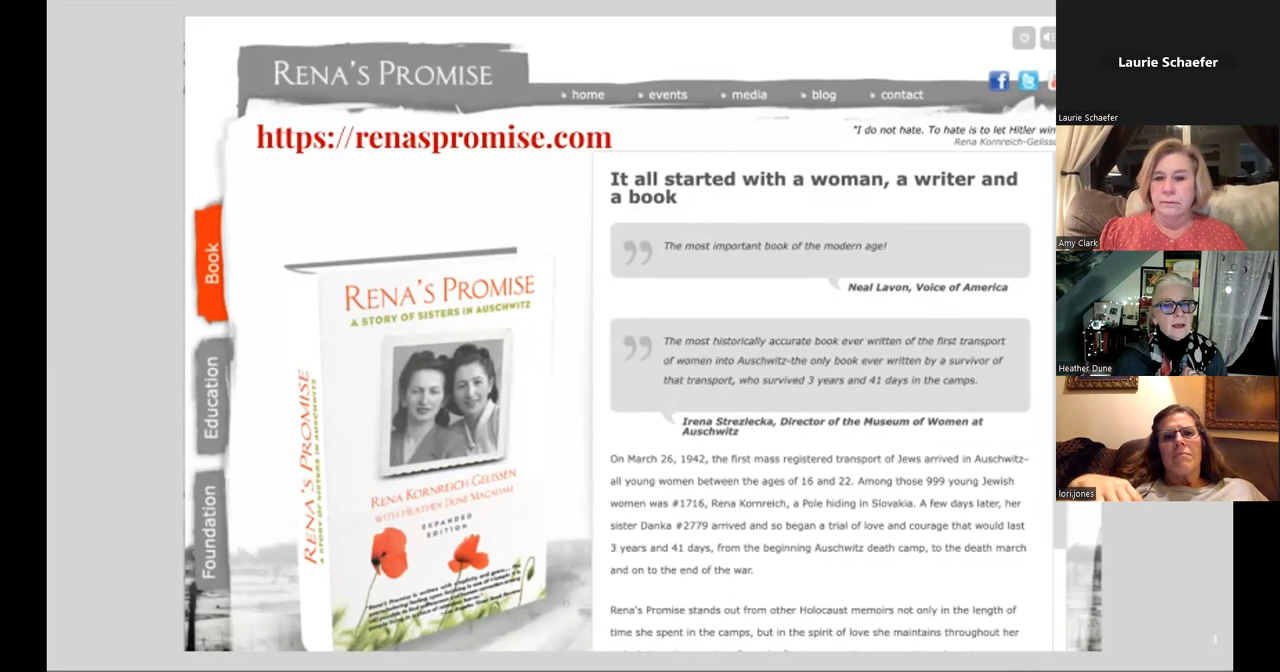 RENA'S PROMISE
» home
» events
» media
» blog
» contact
https://renaspromise.com
"I do not hate. To hate is to let Hitler win
Rena Kornreich-Gelisse
Book
Education
Foundation
RENA'S PROMISE
A STORY OF SISTERS IN AUSCHWITZ
RENA KORNREICH GELISSEN
WITH HEATHER DUNE MACADAM
EXPANDED
EDITION
RENA'S PROMISE
A STORY OF SISTERS IN AUSCHWITZ
It all started with a woman, a writer and
a book
The most important book of the modern age!
Neal Lavon, Voice of America
The most historically accurate book ever written of the first transport
of women into Auschwitz-the only book ever written by a survivor of
that transport, who survived 3 years and 41 days in the camps.
Irena Strezlecka, Director of the Museum of Women at
Auschwitz
On March 26, 1942, the first mass registered transport of Jews arrived in Auschwitz–
all young women between the ages of 16 and 22. Among those 999 young Jewish
women was #1716, Rena Kornreich, a Pole hiding in Slovakia. A few days later, her
sister Danka #2779 arrived and so began a trial of love and courage that would last
3 years and 41 days, from the beginning Auschwitz death camp, to the death march
and on to the end of the war.
Rena's Promise stands out from other Holocaust memoirs not only in the length of
time she spent in the camps, but in the spirit of love she maintains throughout her
Laurie Schaefer
Laurie Schaefer
Amy Clark
Heather Dune
lori.jones